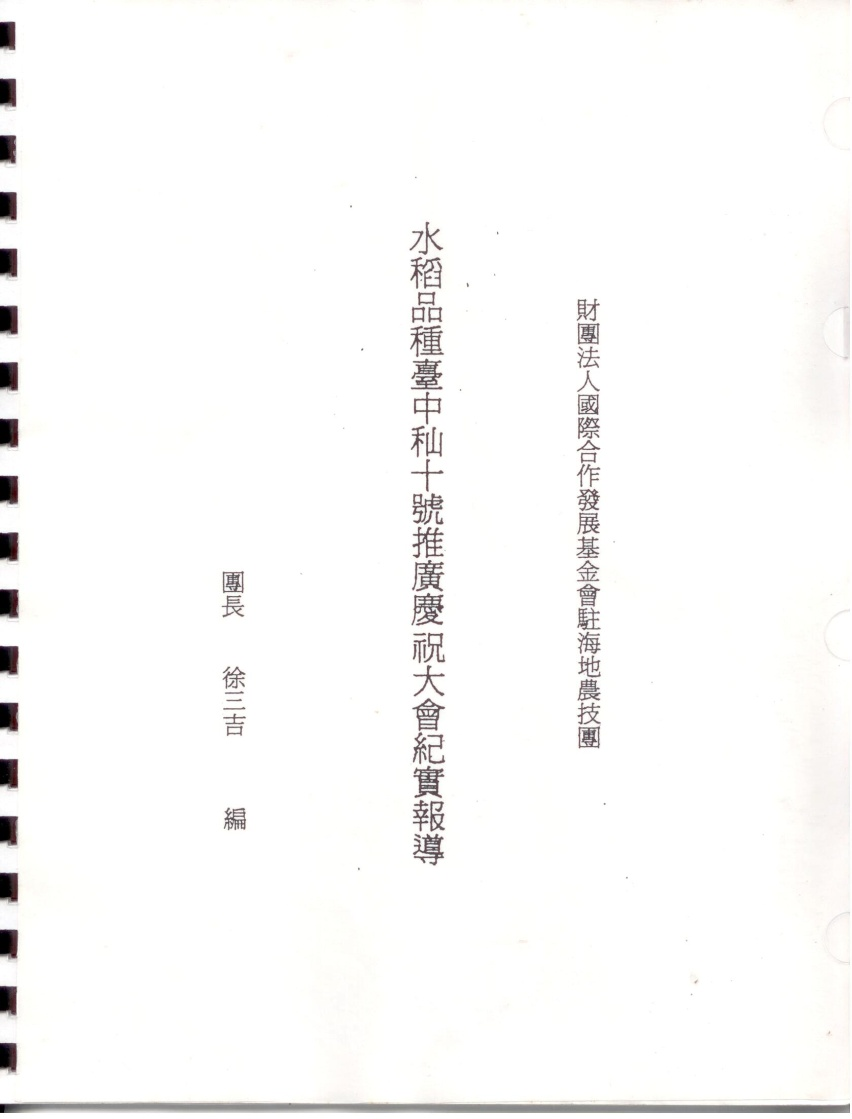 財團法人國際合作發展基金會駐海地農技團
水稻品種臺中秈十號推廣慶祝大會紀實報導
團長 徐三吉 編